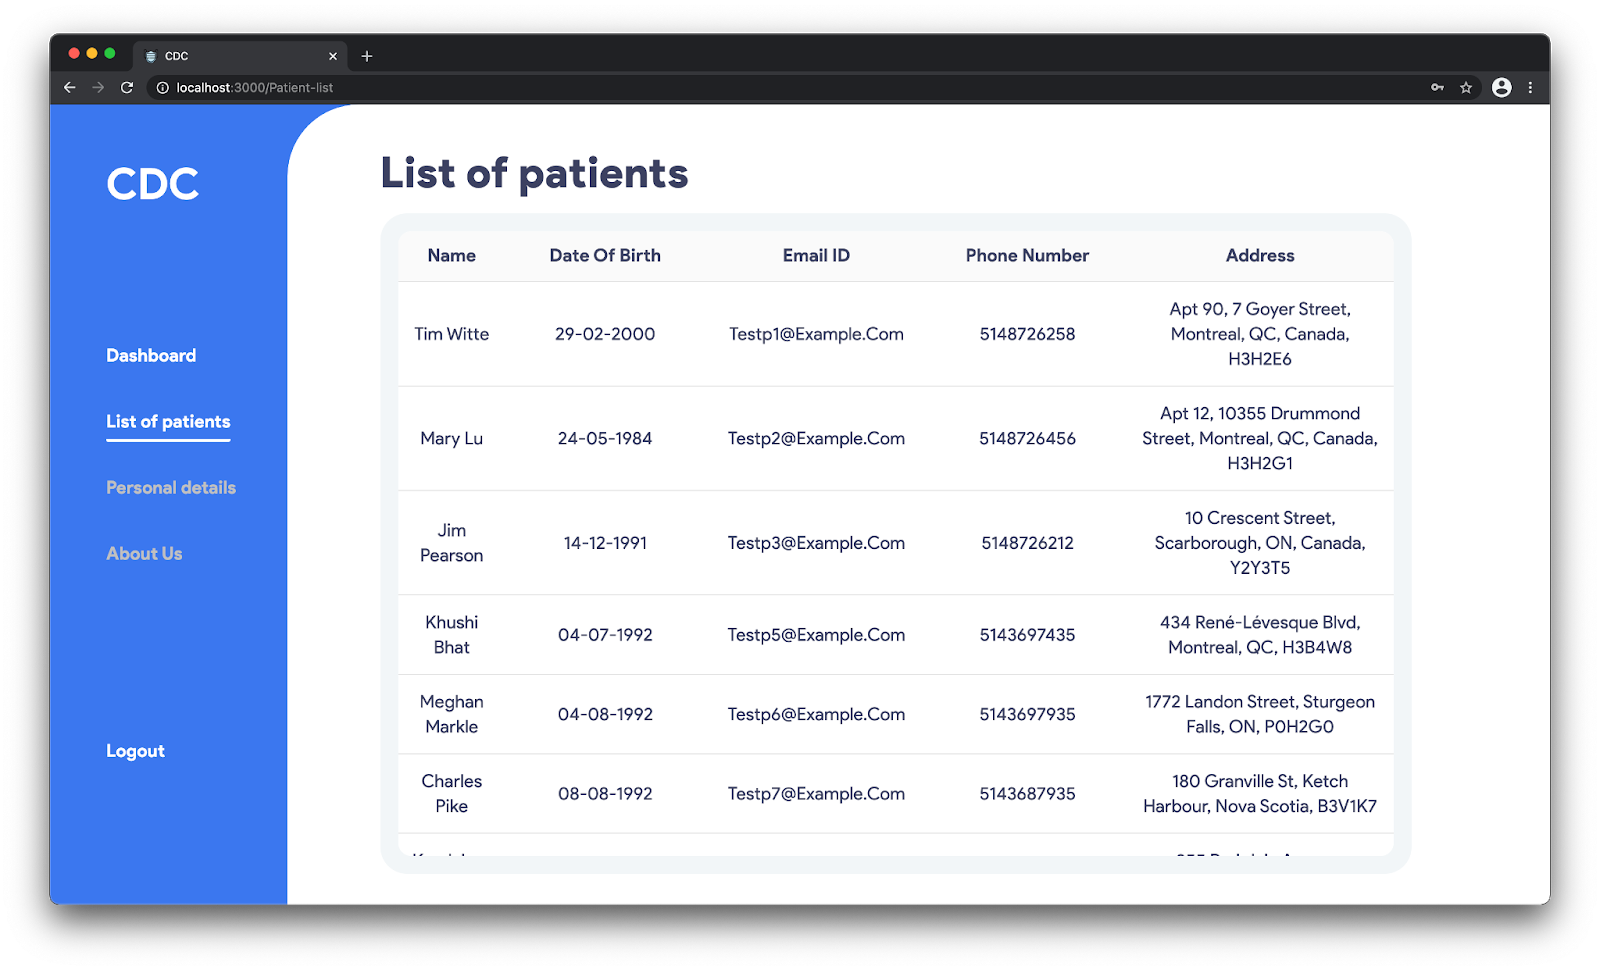 CDC
localhost:3000/Patient-list
CDC
Dashboard
List of patients
Personal details
About Us
Logout
List of patients
Name Date Of Birth Email ID Phone Number Address
Tim Witte 29-02-2000 Testp1@Example.Com 5148726258 Apt 90, 7 Goyer Street,
Montreal, QC, Canada,
H3H2E6
Mary Lu 24-05-1984 Testp2@Example.Com 5148726456 Apt 12, 10355 Drummond
Street, Montreal, QC, Canada,
H3H2G1
Jim
Pearson 14-12-1991 Testp3@Example.Com 5148726212 10 Crescent Street,
Scarborough, ON, Canada,
Y2Y3T5
Khushi
Bhat 04-07-1992 Testp5@Example.Com 5143697435 434 René-Lévesque Blvd,
Montreal, QC, H3B4W8
Meghan
Markle 04-08-1992 Testp6@Example.Com 5143697935 1772 Landon Street, Sturgeon
Falls, ON, P0H2G0
Charles
Pike 08-08-1992 Testp7@Example.Com 5143687935 180 Granville St, Ketch
Harbour, Nova Scotia, B3V1K7